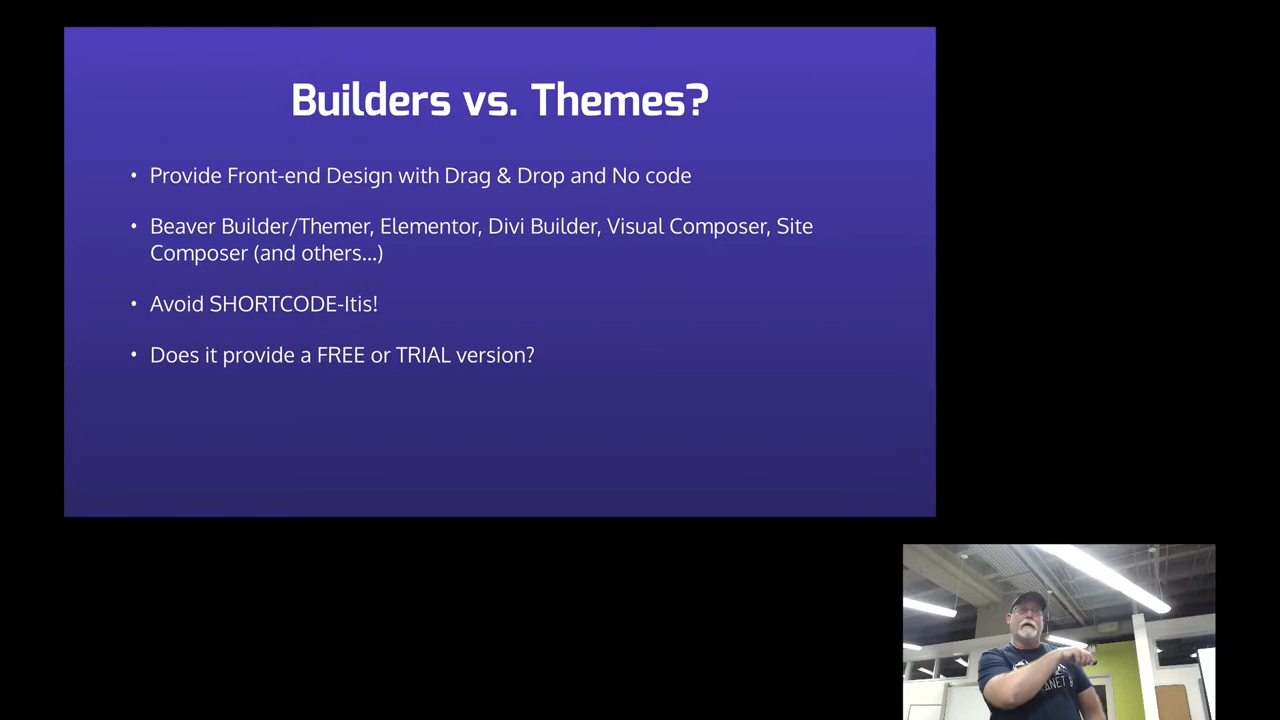 Builders vs. Themes?
• Provide Front-end Design with Drag & Drop and No code
• Beaver Builder/Themer, Elementor, Divi Builder, Visual Composer, Site
Composer (and others...)
• Avoid SHORTCODE-Itis!
• Does it provide a FREE or TRIAL version?